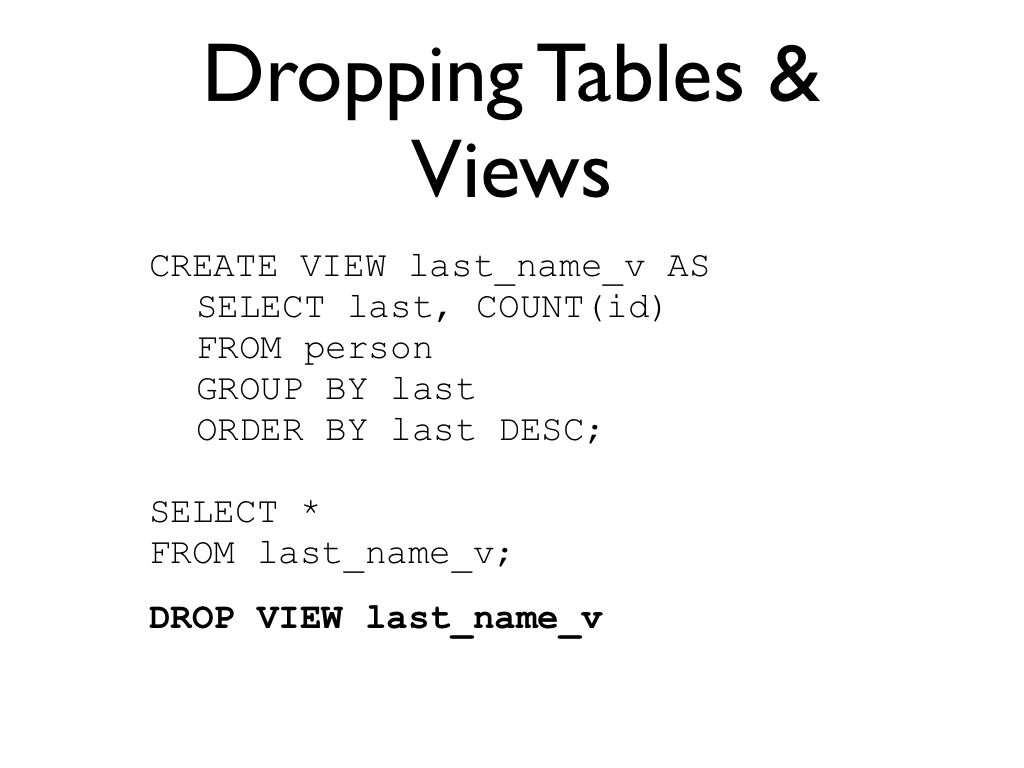 Dropping Tables &
Views
CREATE VIEW last_name_v AS
SELECT last, COUNT(id)
FROM person
GROUP BY last
ORDER BY last DESC;
SELECT *
FROM last_name_v;
DROP VIEW last_name_v